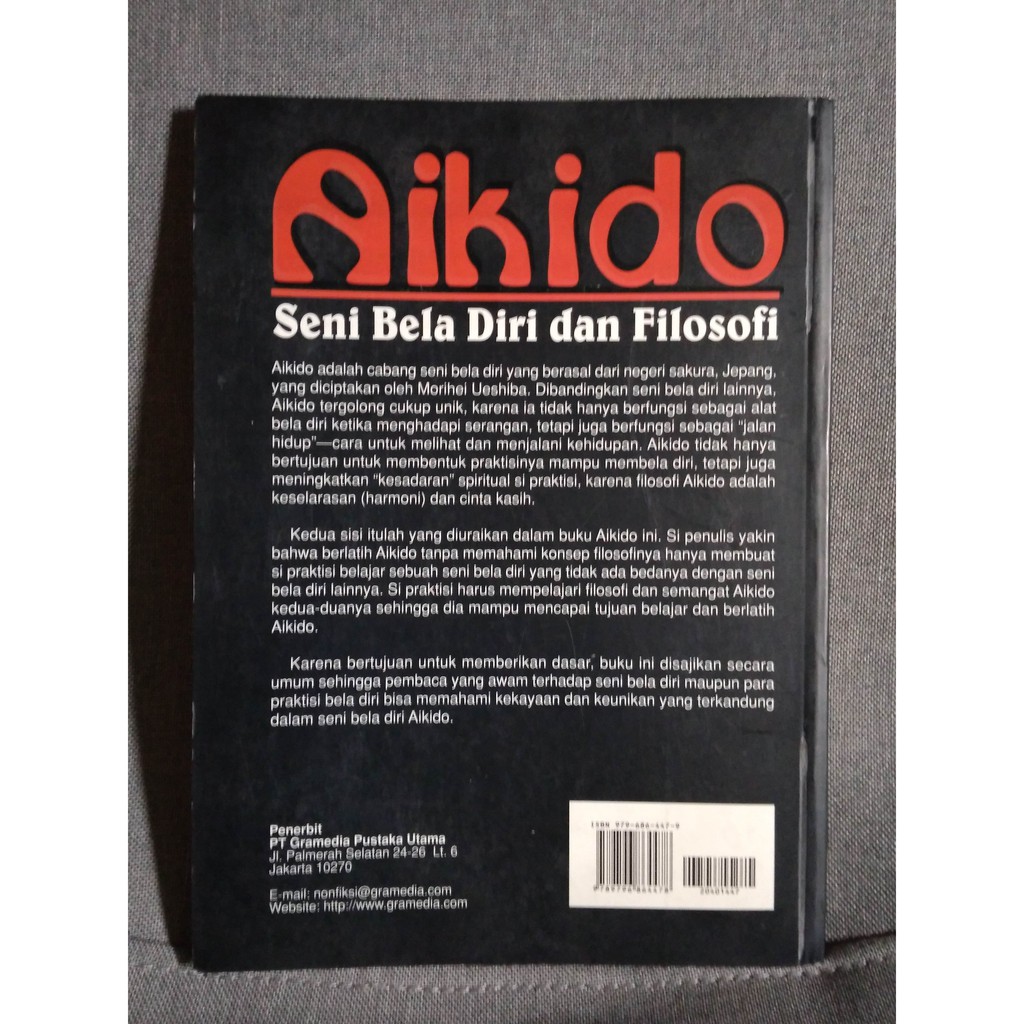 Aikido
Seni Bela Diri dan Filosofi
Aikido adalah cabang seni bela diri yang berasal dari negeri sakura, Jepang,
yang diciptakan oleh Morihei Ueshiba. Dibandingkan seni bela diri lainnya,
Aikido tergolong cukup unik, karena ia tidak hanya berfungsi sebagai alat
bela diri ketika menghadapi serangan, tetapi juga berfungsi sebagai "jalan
hidup"—cara untuk melihat dan menjalani kehidupan. Aikido tidak hanya
bertujuan untuk membentuk praktisinya mampu membela diri, tetapi juga
meningkatkan "kesadaran" spiritual si praktisi, karena filosofi Aikido adalah
keselarasan (harmoni) dan cinta kasih.
Kedua sisi itulah yang diuraikan dalam buku Aikido ini. Si penulis yakin
bahwa berlatih Aikido tanpa memahami konsep filosofinya hanya membuat
si praktisi belajar sebuah seni bela diri yang tidak ada bedanya dengan seni
bela diri lainnya. Si praktisi harus mempelajari filosofi dan semangat Aikido
kedua-duanya sehingga dia mampu mencapai tujuan belajar dan berlatih
Aikido.
Karena bertujuan untuk memberikan dasar, buku ini disajikan secara
umum sehingga pembaca yang awam terhadap seni bela diri maupun para
praktisi bela diri bisa memahami kekayaan dan keunikan yang terkandung
dalam seni bela diri Aikido.
Penerbit
PT Gramedia Pustaka Utama
Jl. Palmerah Selatan 24-26 Lt. 6
Jakarta 10270
E-mail: nonfiksi@gramedia.com
Website: http://www.gramedia.com
ISBN 979-686-447-0
9 789796 864478
20401447